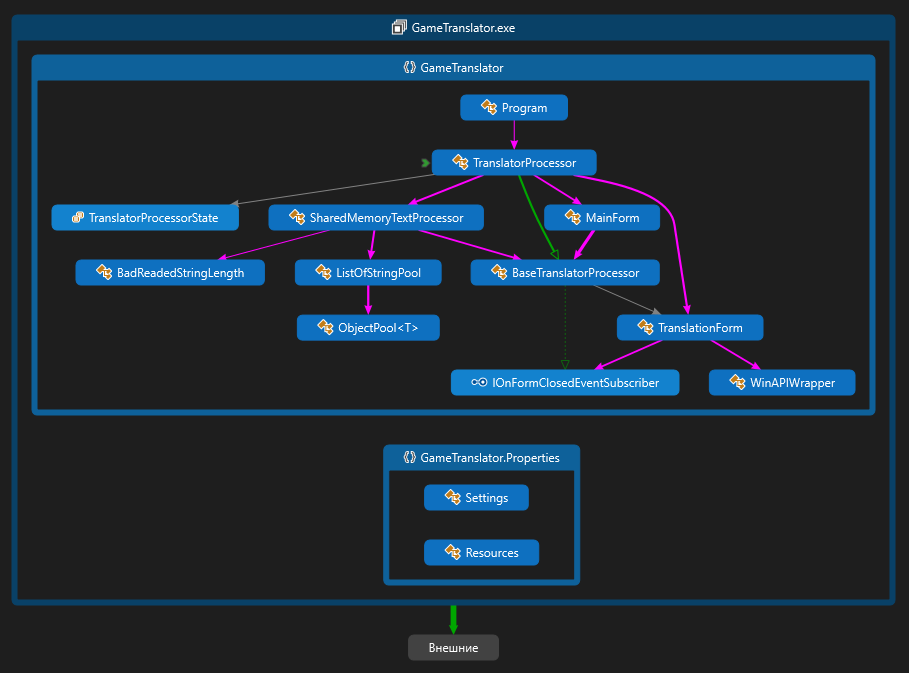 GameTranslator.exe
GameTranslator
Program
TranslatorProcessor
TranslatorProcessorState
SharedMemoryTextProcessor
MainForm
BadReadedStringLength
ListOfStringPool
BaseTranslatorProcessor
ObjectPool<T>
TranslationForm
IOnFormClosedEventSubscriber
WinAPIWrapper
GameTranslator.Properties
Settings
Resources
Внешние